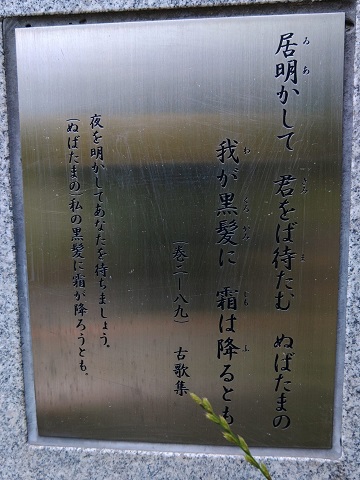 居明かして 君をば待たむ ぬばたまの
我が黒髪に 霜は降るとも
(巻二―八九) 古歌集
夜を明かしてあなたを待ちましょう。
(ぬばたまの)私の黒髪に霜が降ろうとも。